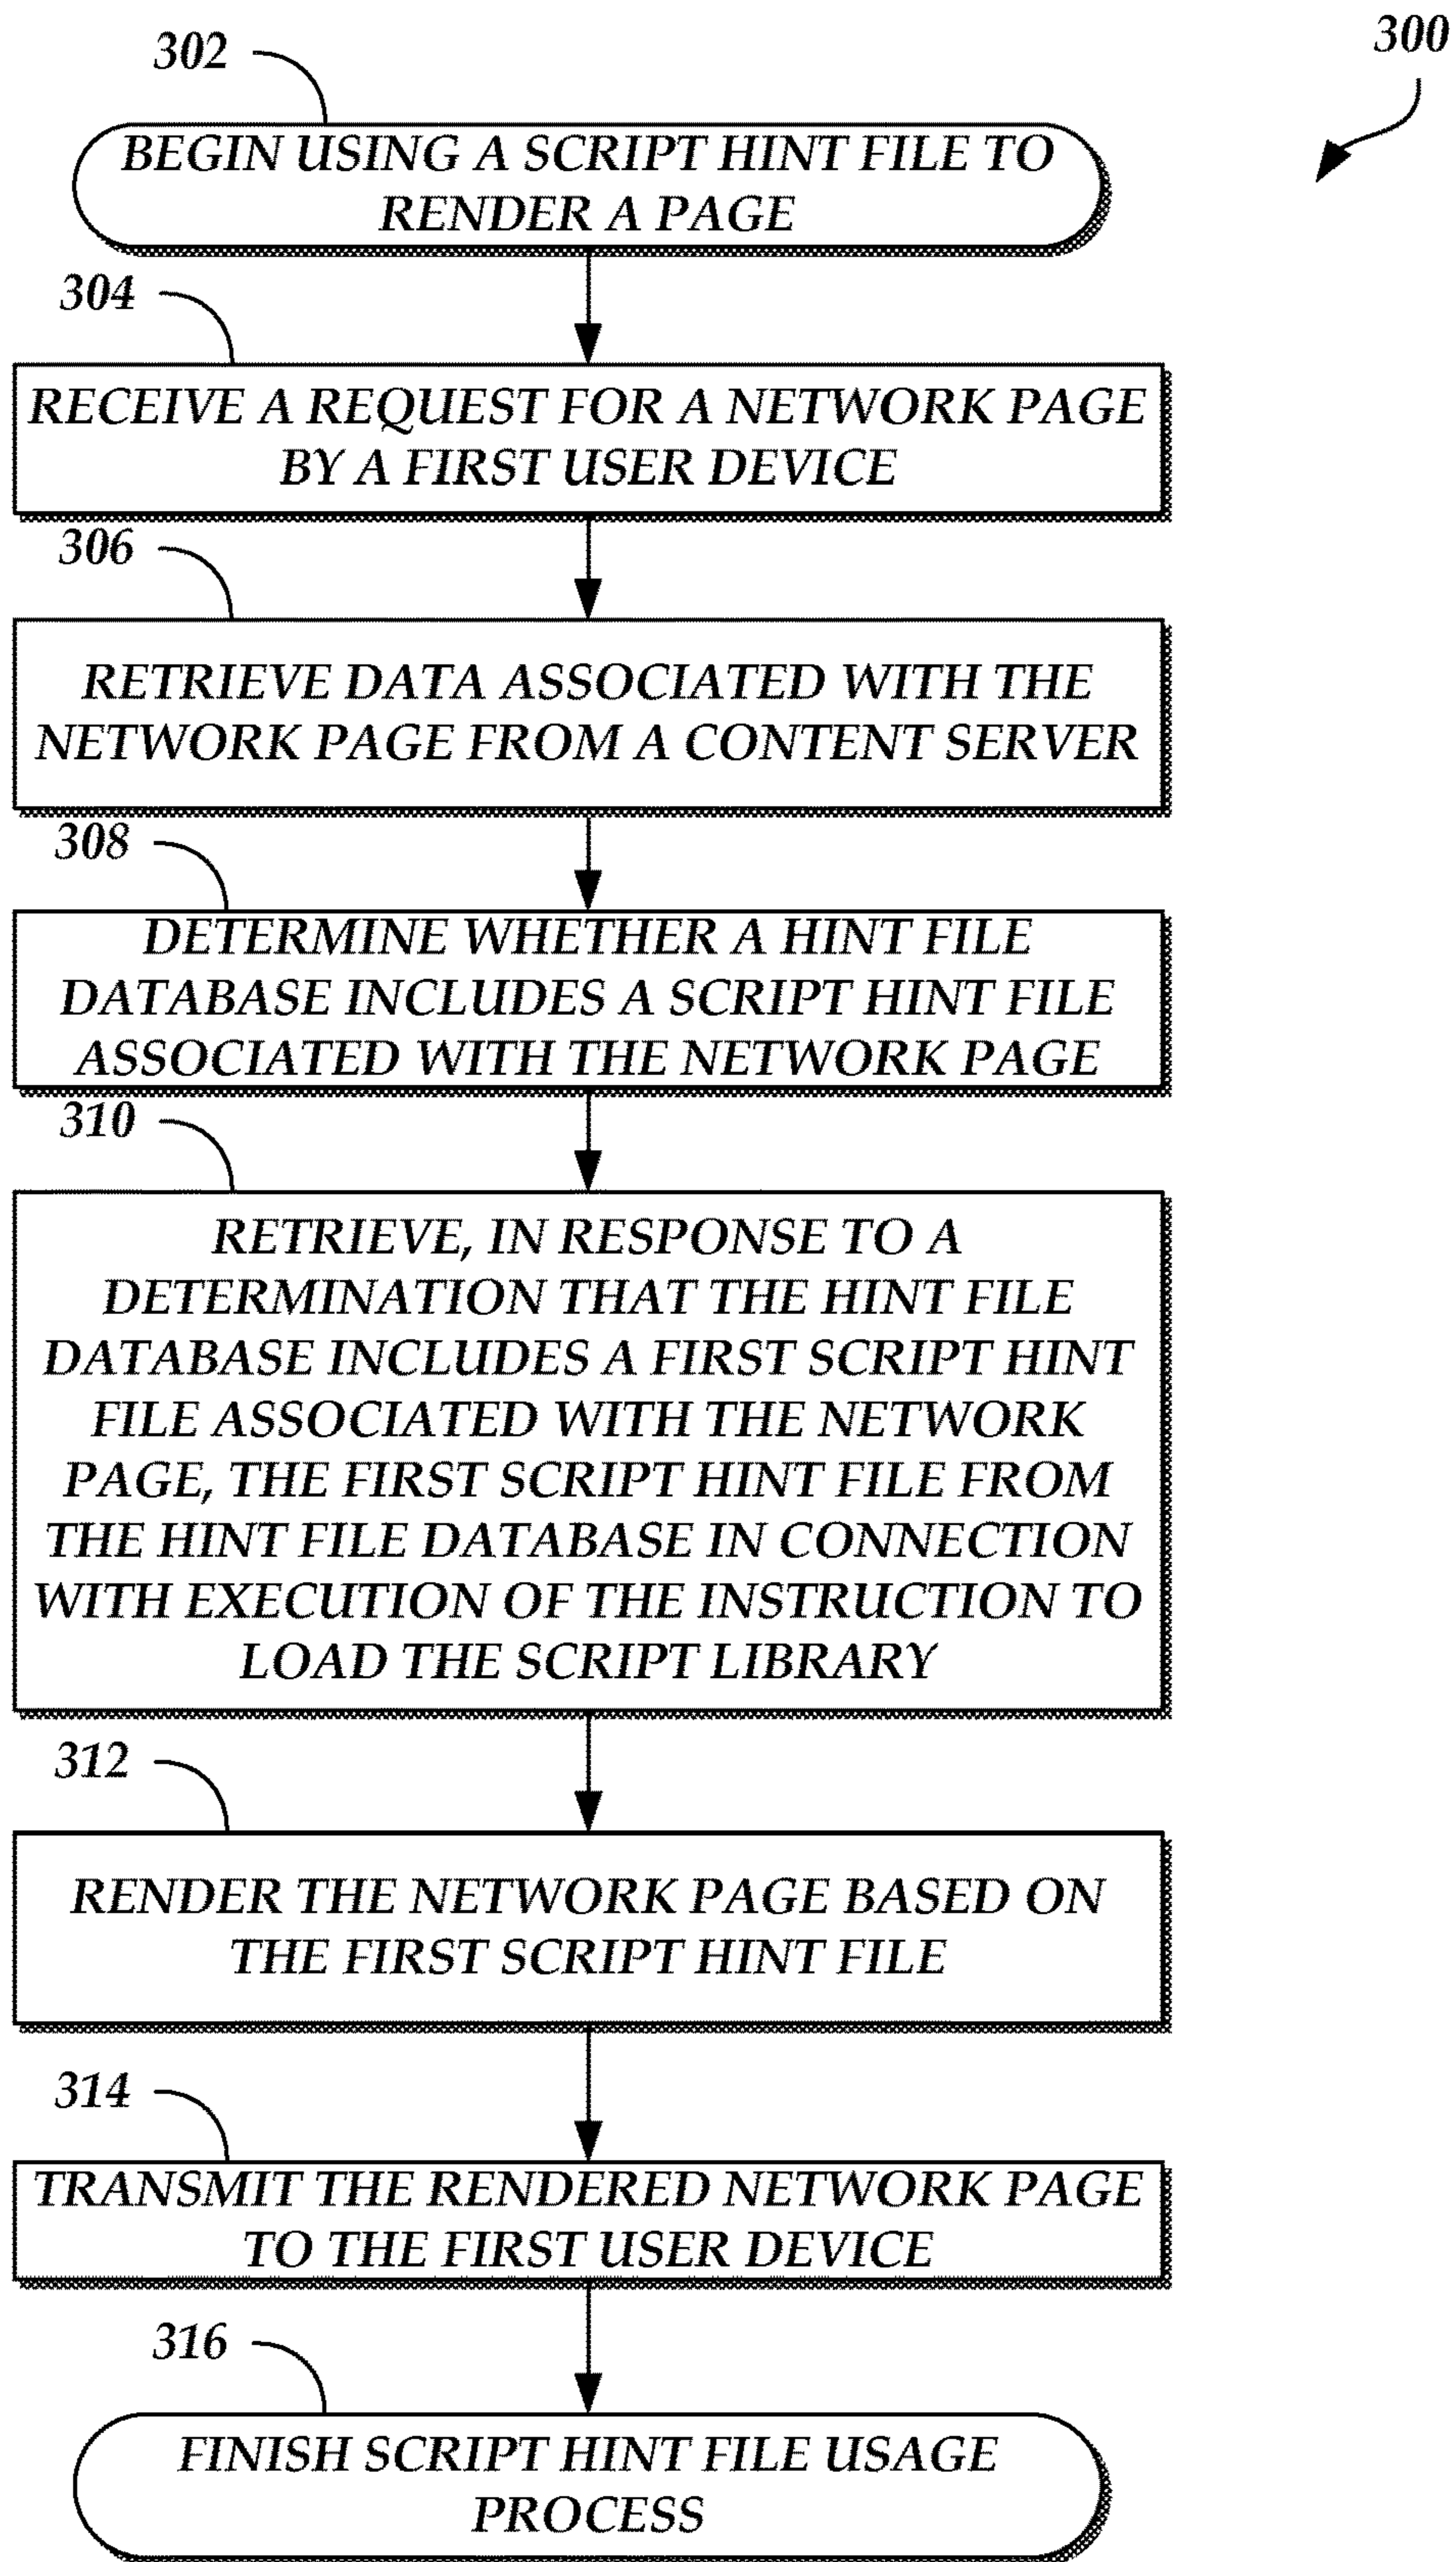 302
300
BEGIN USING A SCRIPT HINT FILE TO
RENDER A PAGE
304
RECEIVE A REQUEST FOR A NETWORK PAGE
BY A FIRST USER DEVICE
306
RETRIEVE DATA ASSOCIATED WITH THE
NETWORK PAGE FROM A CONTENT SERVER
308
DETERMINE WHETHER A HINT FILE
DATABASE INCLUDES A SCRIPT HINT FILE
ASSOCIATED WITH THE NETWORK PAGE
310
RETRIEVE, IN RESPONSE TO A
DETERMINATION THAT THE HINT FILE
DATABASE INCLUDES A FIRST SCRIPT HINT
FILE ASSOCIATED WITH THE NETWORK
PAGE, THE FIRST SCRIPT HINT FILE FROM
THE HINT FILE DATABASE IN CONNECTION
WITH EXECUTION OF THE INSTRUCTION TO
LOAD THE SCRIPT LIBRARY
312
RENDER THE NETWORK PAGE BASED ON
THE FIRST SCRIPT HINT FILE
314
TRANSMIT THE RENDERED NETWORK PAGE
TO THE FIRST USER DEVICE
316
FINISH SCRIPT HINT FILE USAGE
PROCESS